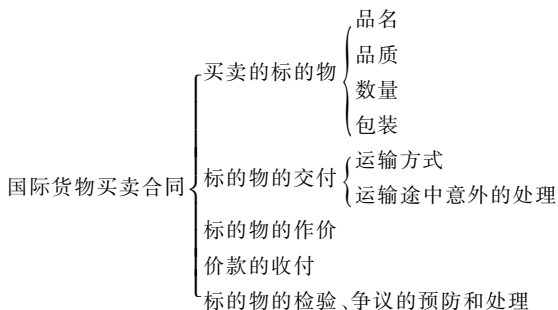 国际货物买卖合同
买卖的标的物
品名
品质
数量
包装
标的物的交付
运输方式
运输途中意外的处理
标的物的作价
价款的收付
标的物的检验、争议的预防和处理